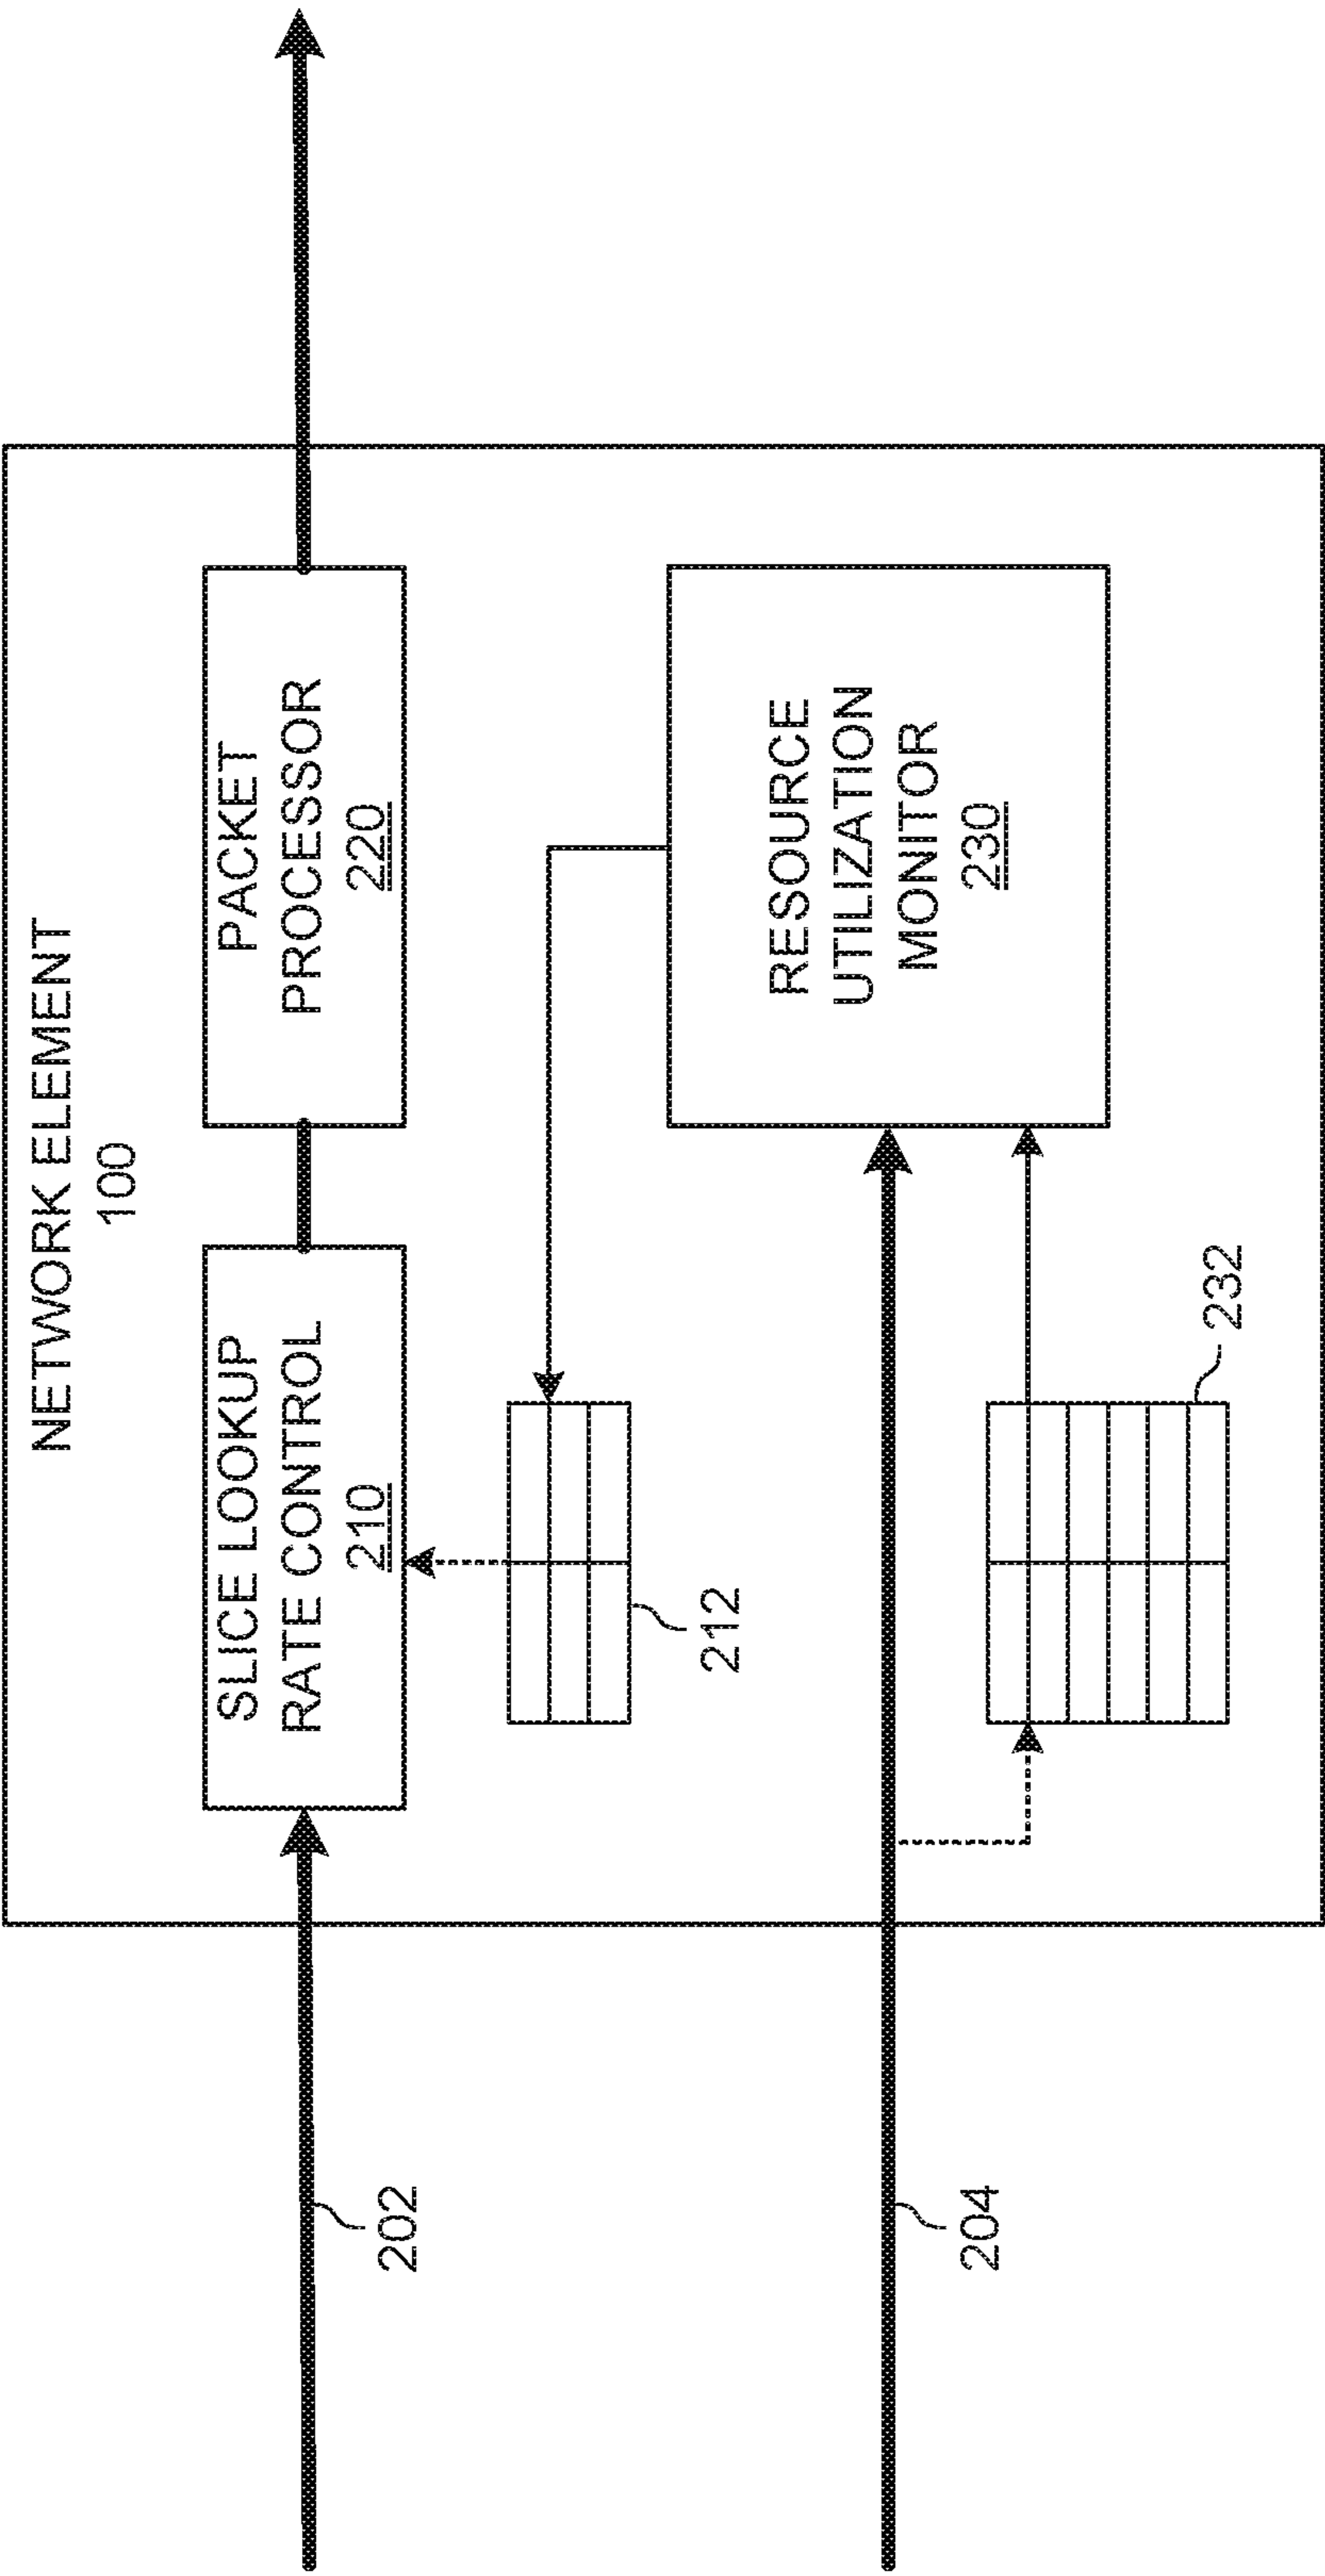 NETWORK ELEMENT
100
SLICE LOOKUP
RATE CONTROL
210
PACKET
PROCESSOR
220
202
212
RESOURCE
UTILIZATION
MONITOR
230
204
232